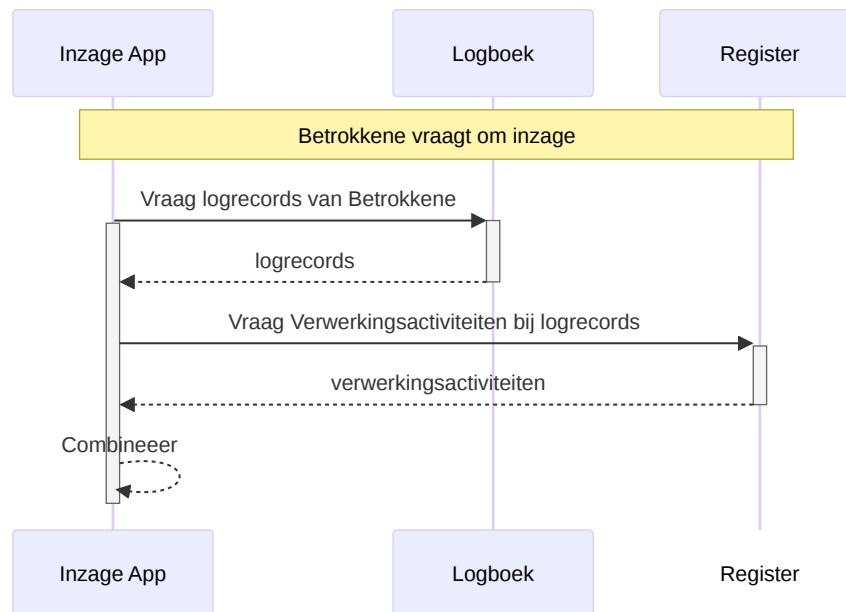 Inzage App
Logboek
Register
Betrokkene vraagt om inzage
Vraag logrecords van Betrokkene
logrecords
Vraag Verwerkingsactiviteiten bij logrecords
verwerkingsactiviteiten
Combineeer
Inzage App
Logboek
Register